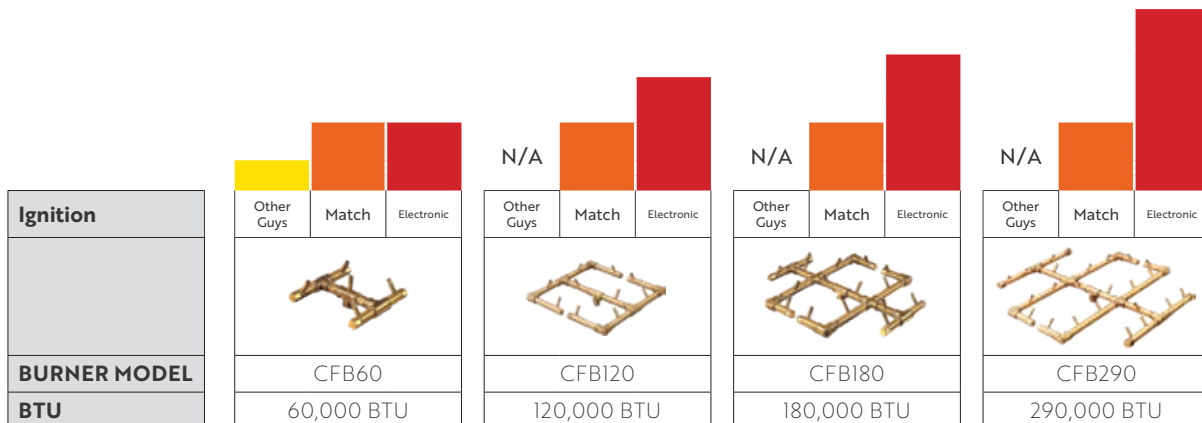 N/A
N/A
N/A
Ignition
Other
Guys
Match
Electronic
Other
Guys
Match
Electronic
Other
Guys
Match
Electronic
Other
Guys
Match
Electronic
BURNER MODEL
CFB60
CFB120
CFB180
CFB290
BTU
60,000 BTU
120,000 BTU
180,000 BTU
290,000 BTU